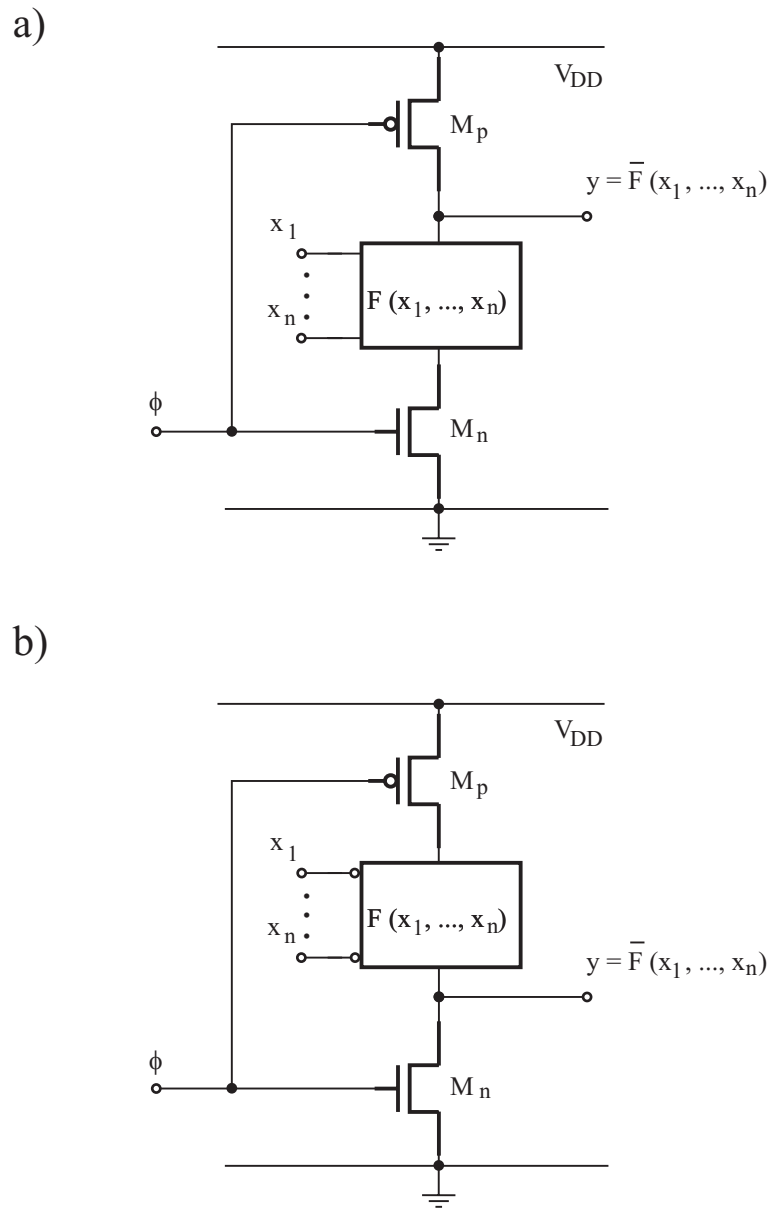 a)
V_DD
M_p
y = F̅ (x_1, ..., x_n)
x_1
F (x_1, ..., x_n)
x_n
ϕ
M_n
b)
V_DD
M_p
x_1
F (x_1, ..., x_n)
x_n
y = F̅ (x_1, ..., x_n)
ϕ
M_n